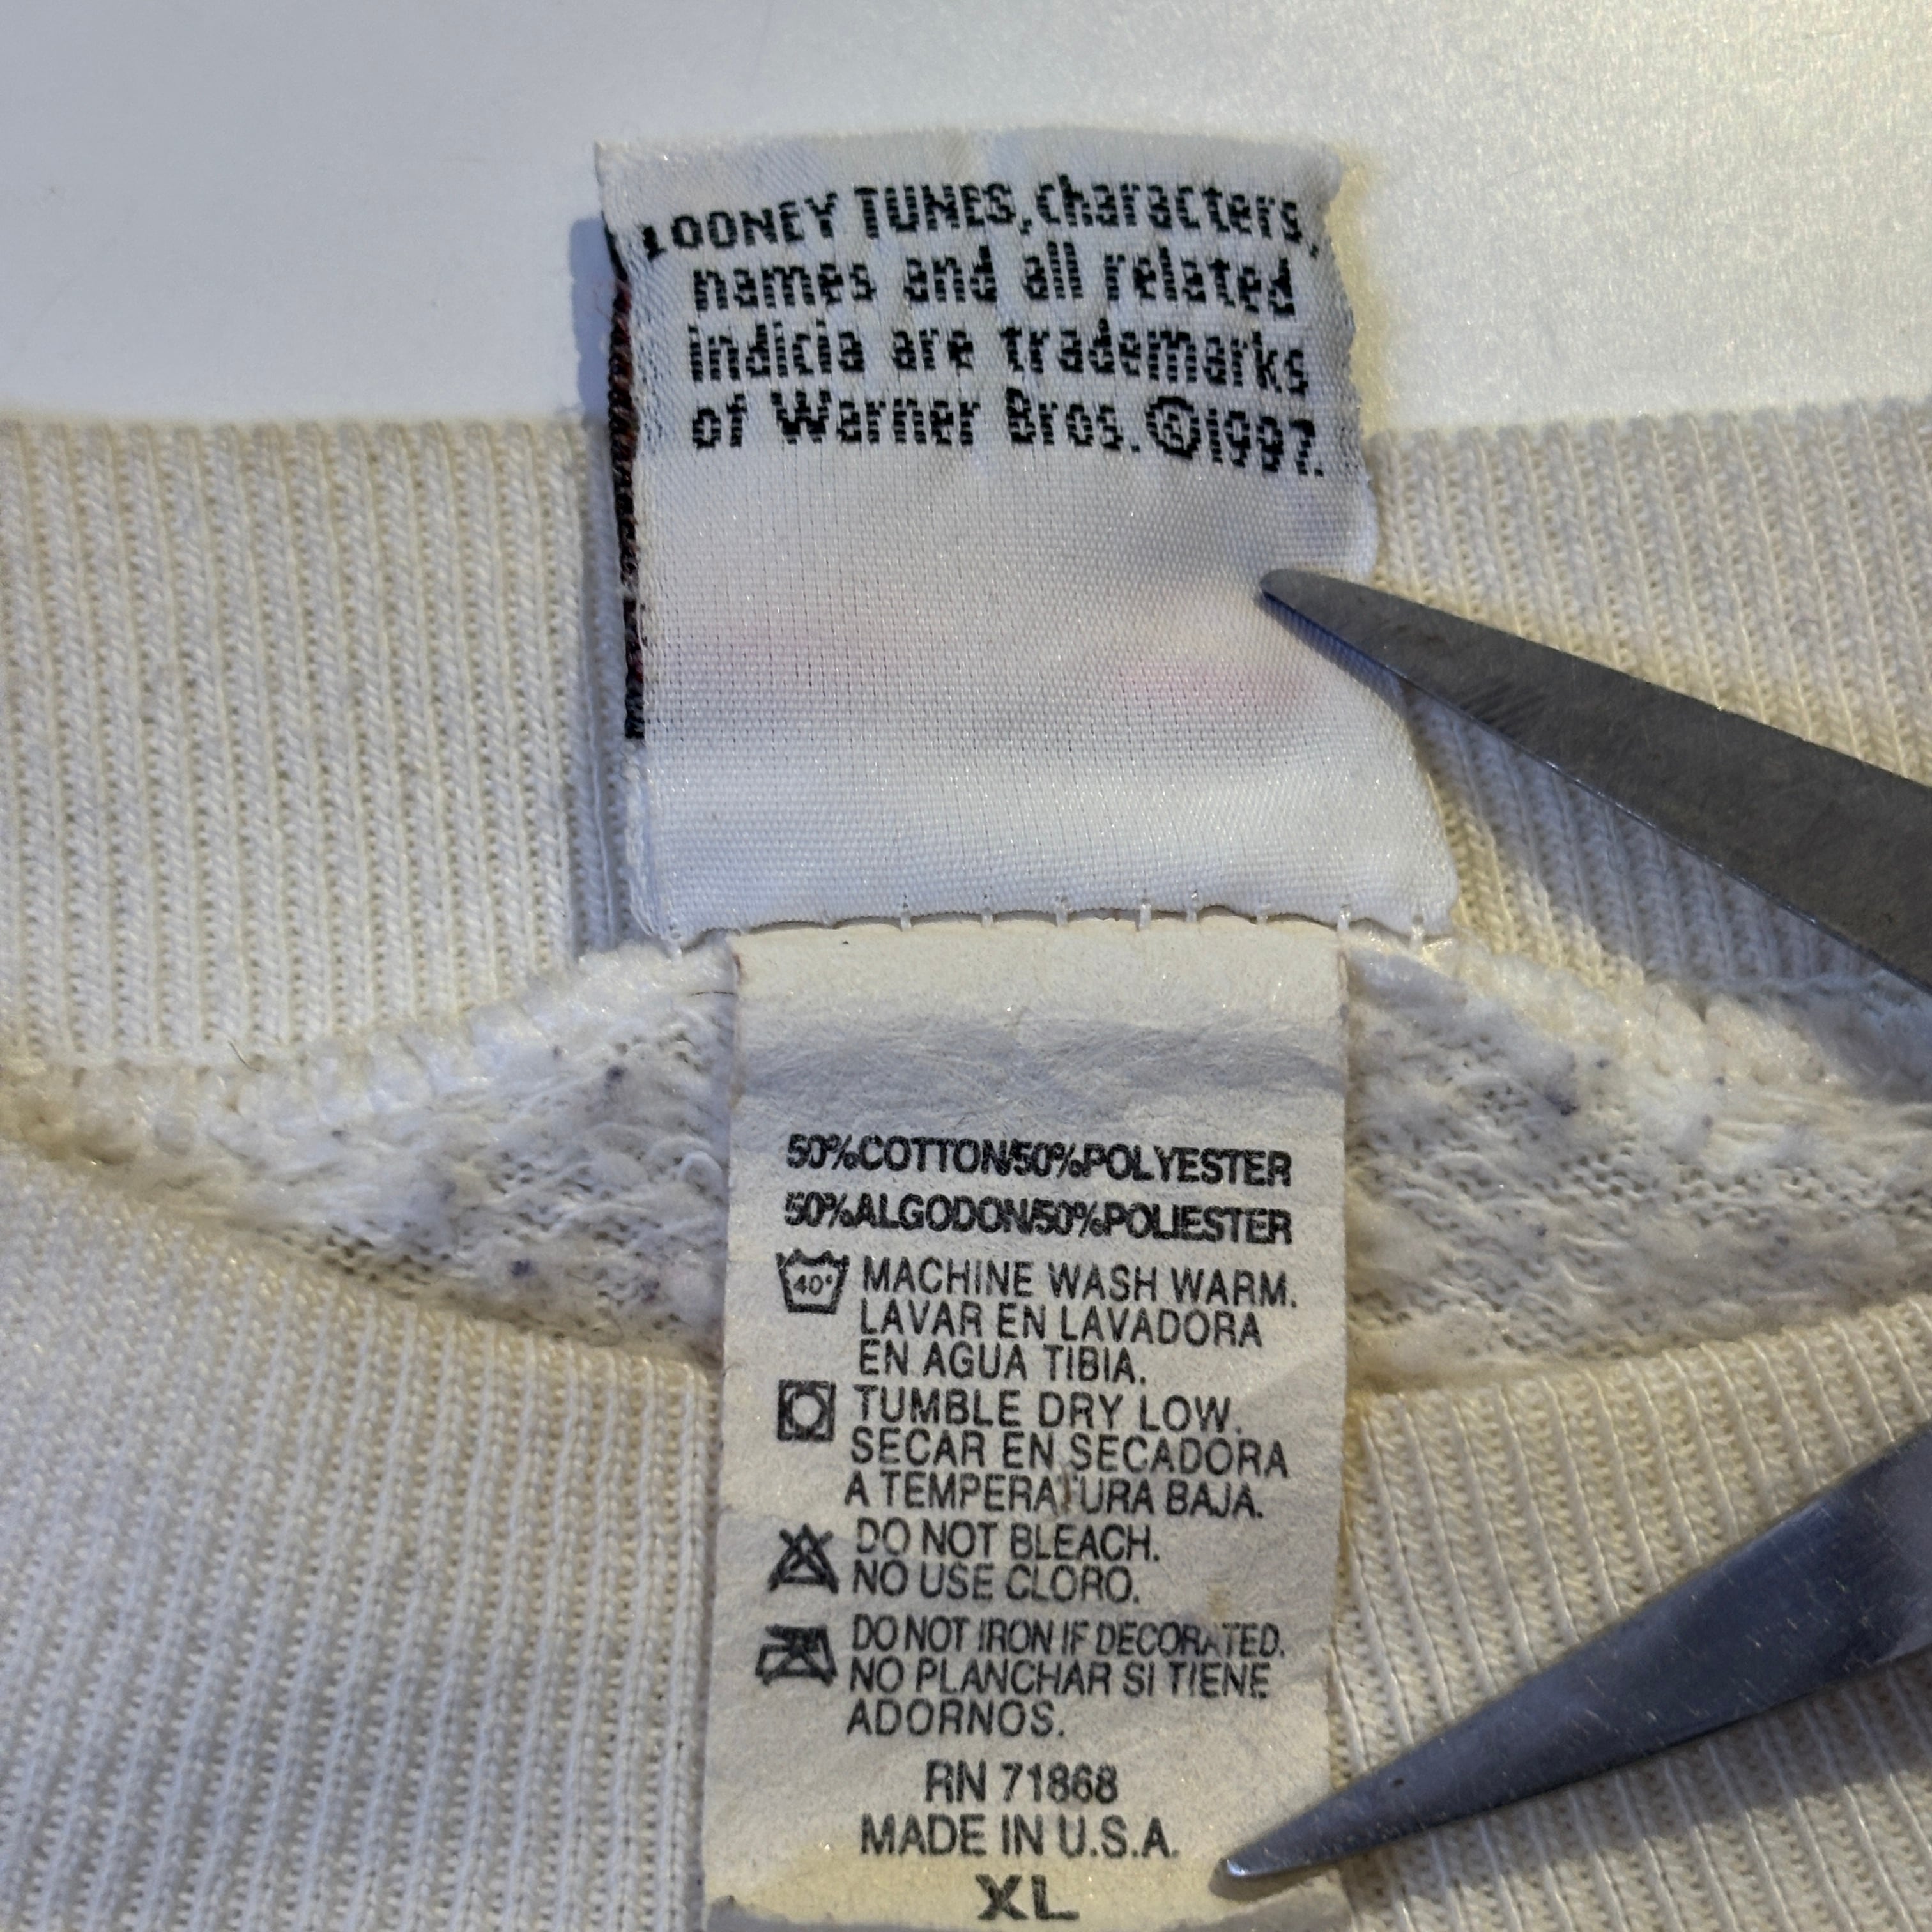 LOONEY TUNES, characters,
names and all related
indicia are trademarks
of Warner Bros. ©1997.
50%COTTON/50%POLYESTER
50%ALGODON/50%POLIESTER
40° MACHINE WASH WARM.
LAVAR EN LAVADORA
EN AGUA TIBIA.
TUMBLE DRY LOW.
SECAR EN SECADORA
A TEMPERATURA BAJA.
DO NOT BLEACH.
NO USE CLORO.
DO NOT IRON IF DECORATED.
NO PLANCHAR SI TIENE
ADORNOS.
RN 71868
MADE IN U.S.A.
XL